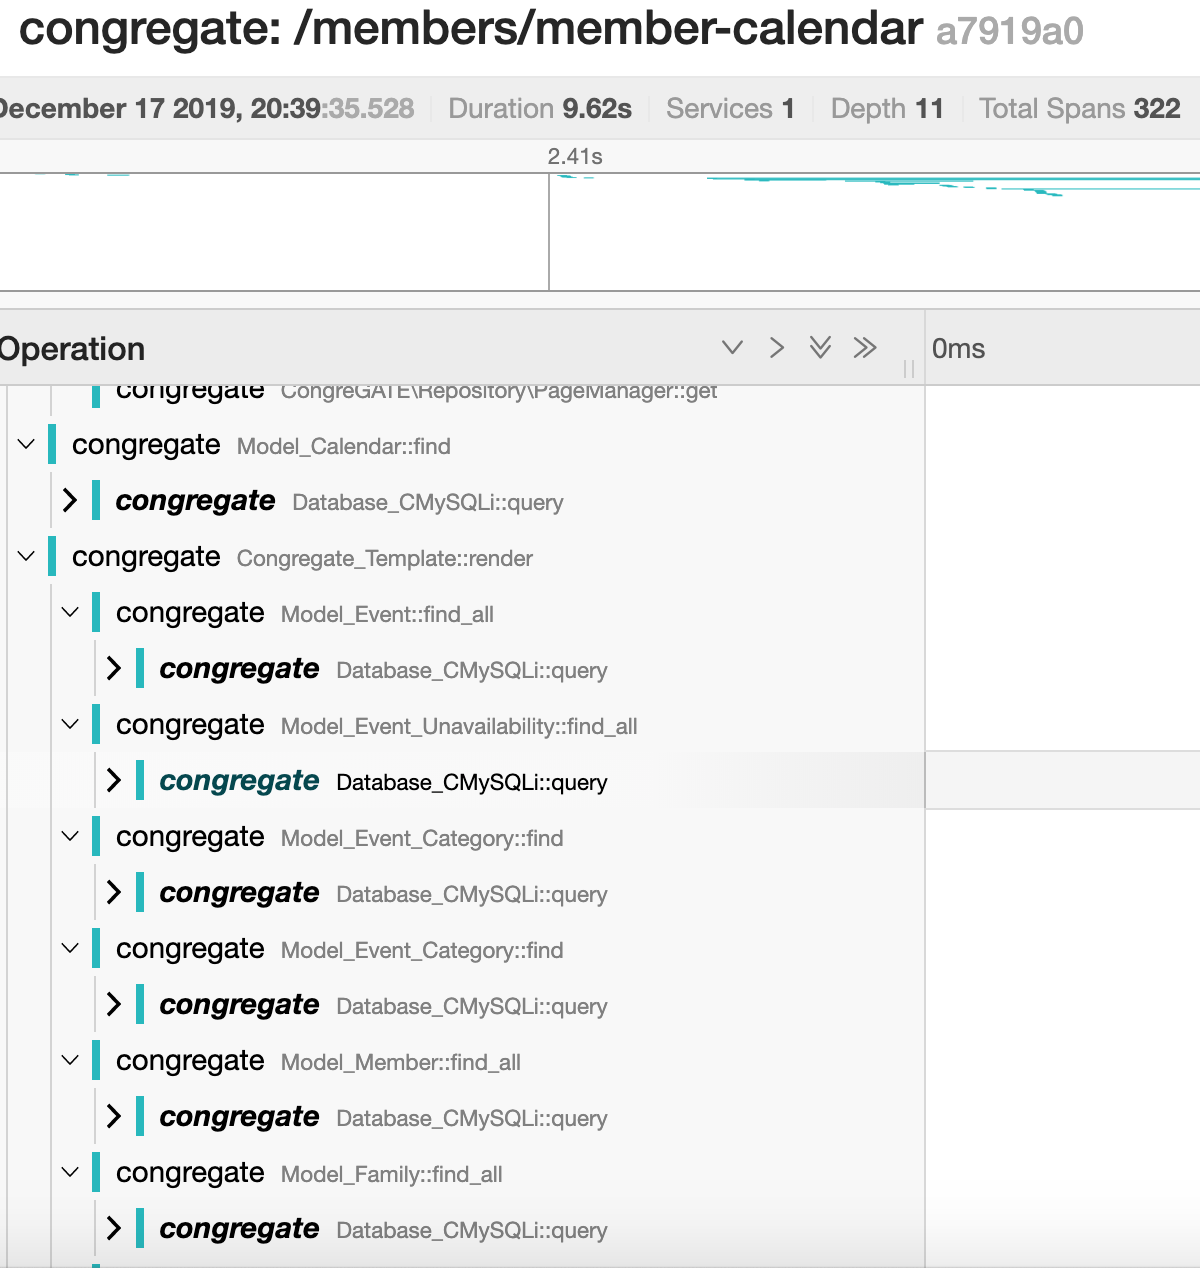 congregate: /members/member-calendar a7919a0
December 17 2019, 20:39:35.528 Duration 9.62s Services 1 Depth 11 Total Spans 322
2.41s
Operation 0ms
congregate CongreGATE\Repository\PageManager::get
congregate Model_Calendar::find
congregate Database_CMySQLi::query
congregate Congregate_Template::render
congregate Model_Event::find_all
congregate Database_CMySQLi::query
congregate Model_Event_Unavailability::find_all
congregate Database_CMySQLi::query
congregate Model_Event_Category::find
congregate Database_CMySQLi::query
congregate Model_Event_Category::find
congregate Database_CMySQLi::query
congregate Model_Member::find_all
congregate Database_CMySQLi::query
congregate Model_Family::find_all
congregate Database_CMySQLi::query